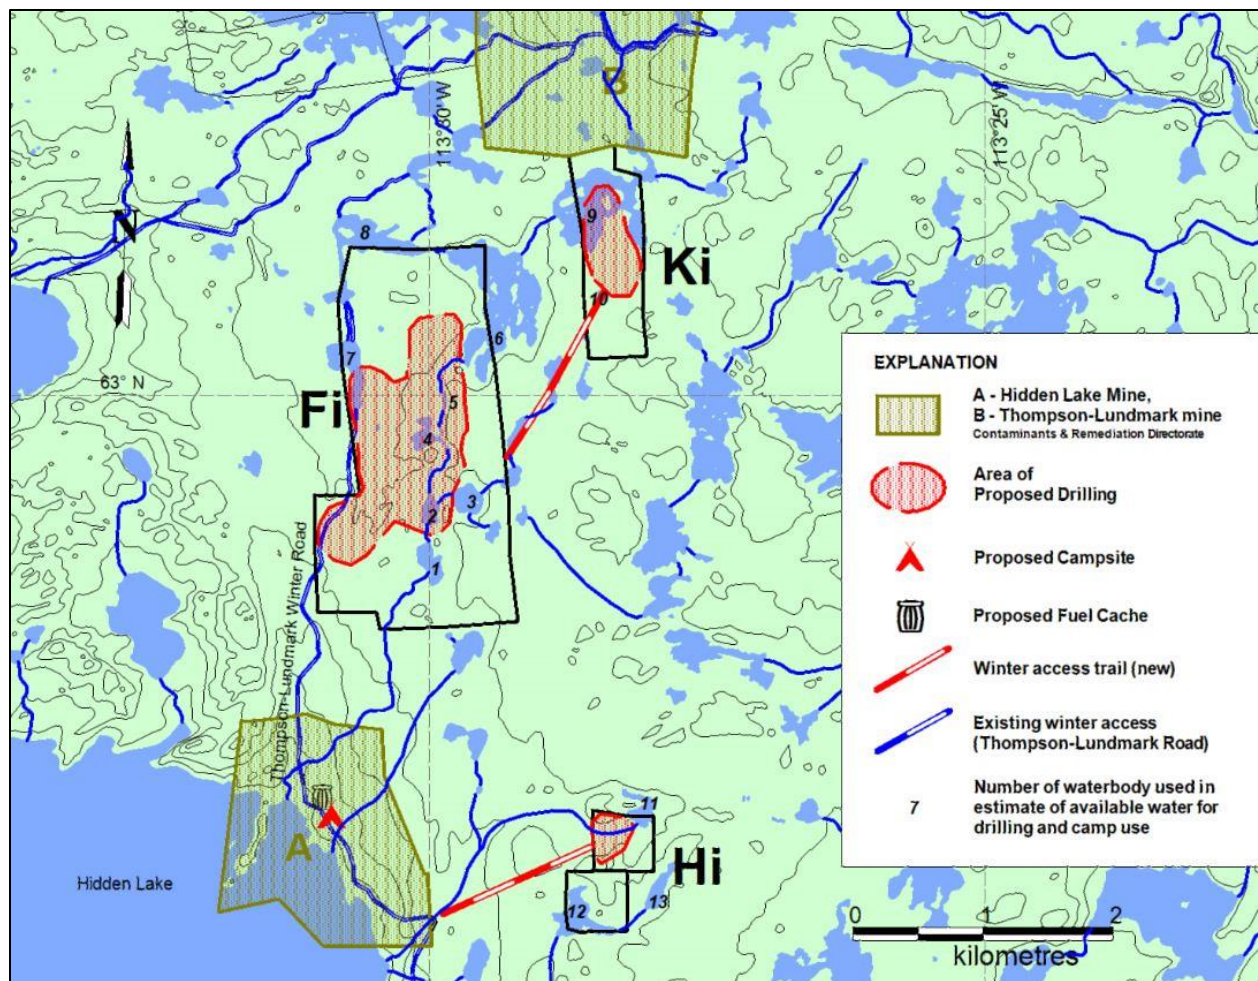 B
113°30' W
113°25' W
N
8
9
Ki
10
6
7
63° N
Fi
5
4
3
2
1
Thompson-Lundmark Winter Road
A
Hidden Lake
11
Hi
12
13
EXPLANATION
A - Hidden Lake Mine,
B - Thompson-Lundmark mine
Contaminants & Remediation Directorate
Area of
Proposed Drilling
Proposed Campsite
Proposed Fuel Cache
Winter access trail (new)
Existing winter access
(Thompson-Lundmark Road)
7
Number of waterbody used in
estimate of available water for
drilling and camp use
0 1 2
kilometres